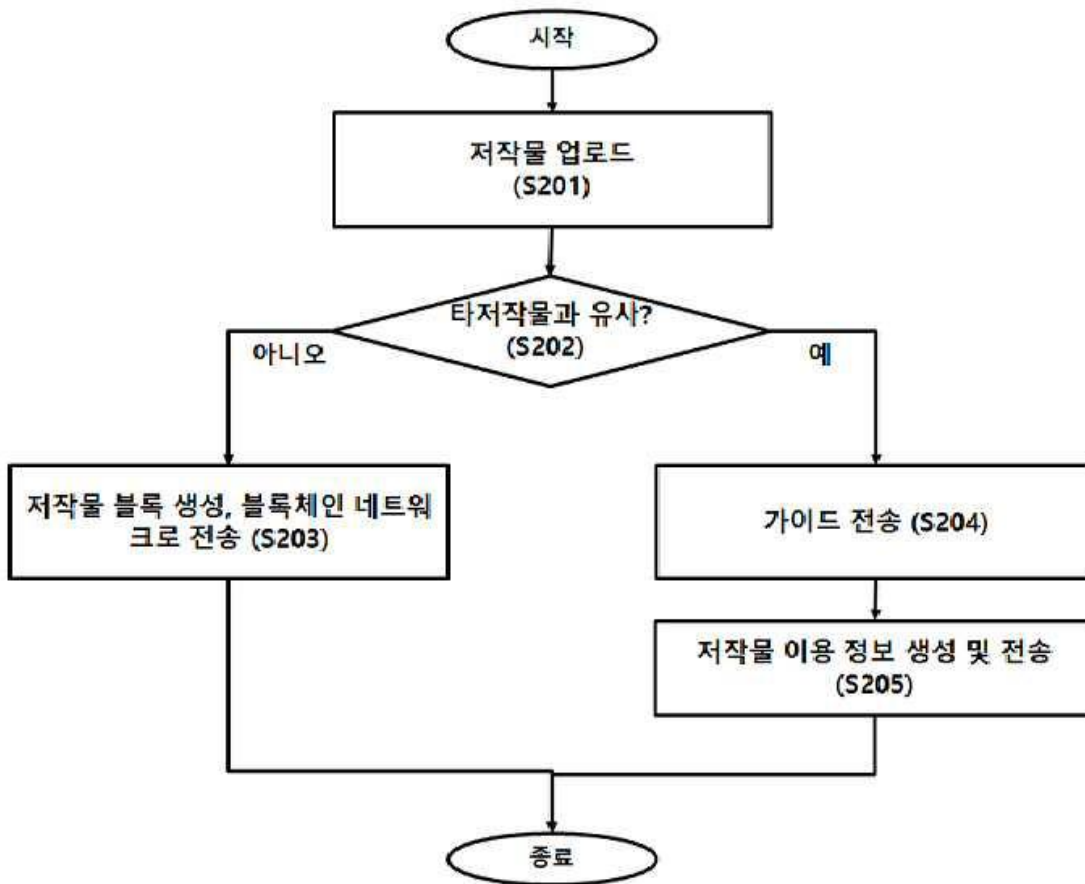 시작
저작물 업로드
(S201)
타저작물과 유사?
(S202)
아니오
예
저작물 블록 생성, 블록체인 네트워
크로 전송 (S203)
가이드 전송 (S204)
저작물 이용 정보 생성 및 전송
(S205)
종료